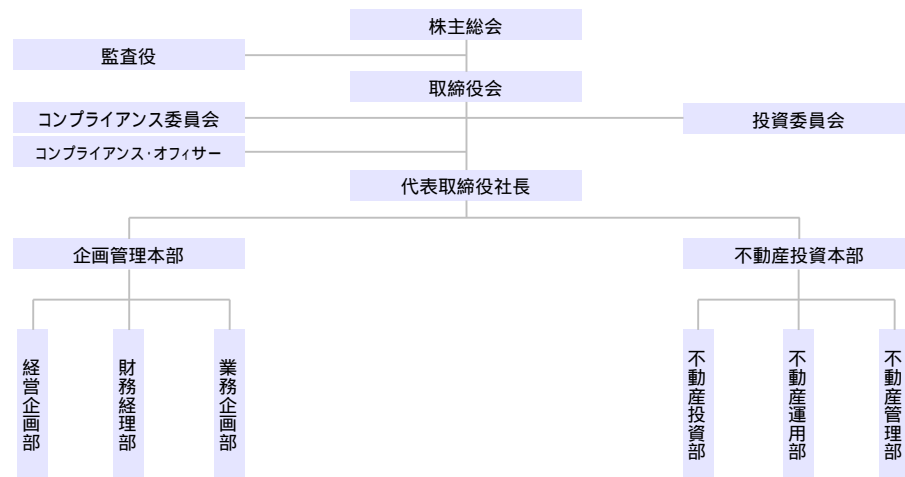 株主総会
監査役
取締役会
コンプライアンス委員会
投資委員会
コンプライアンス・オフィサー
代表取締役社長
企画管理本部
不動産投資本部
経営企画部
財務経理部
業務企画部
不動産投資部
不動産運用部
不動産管理部